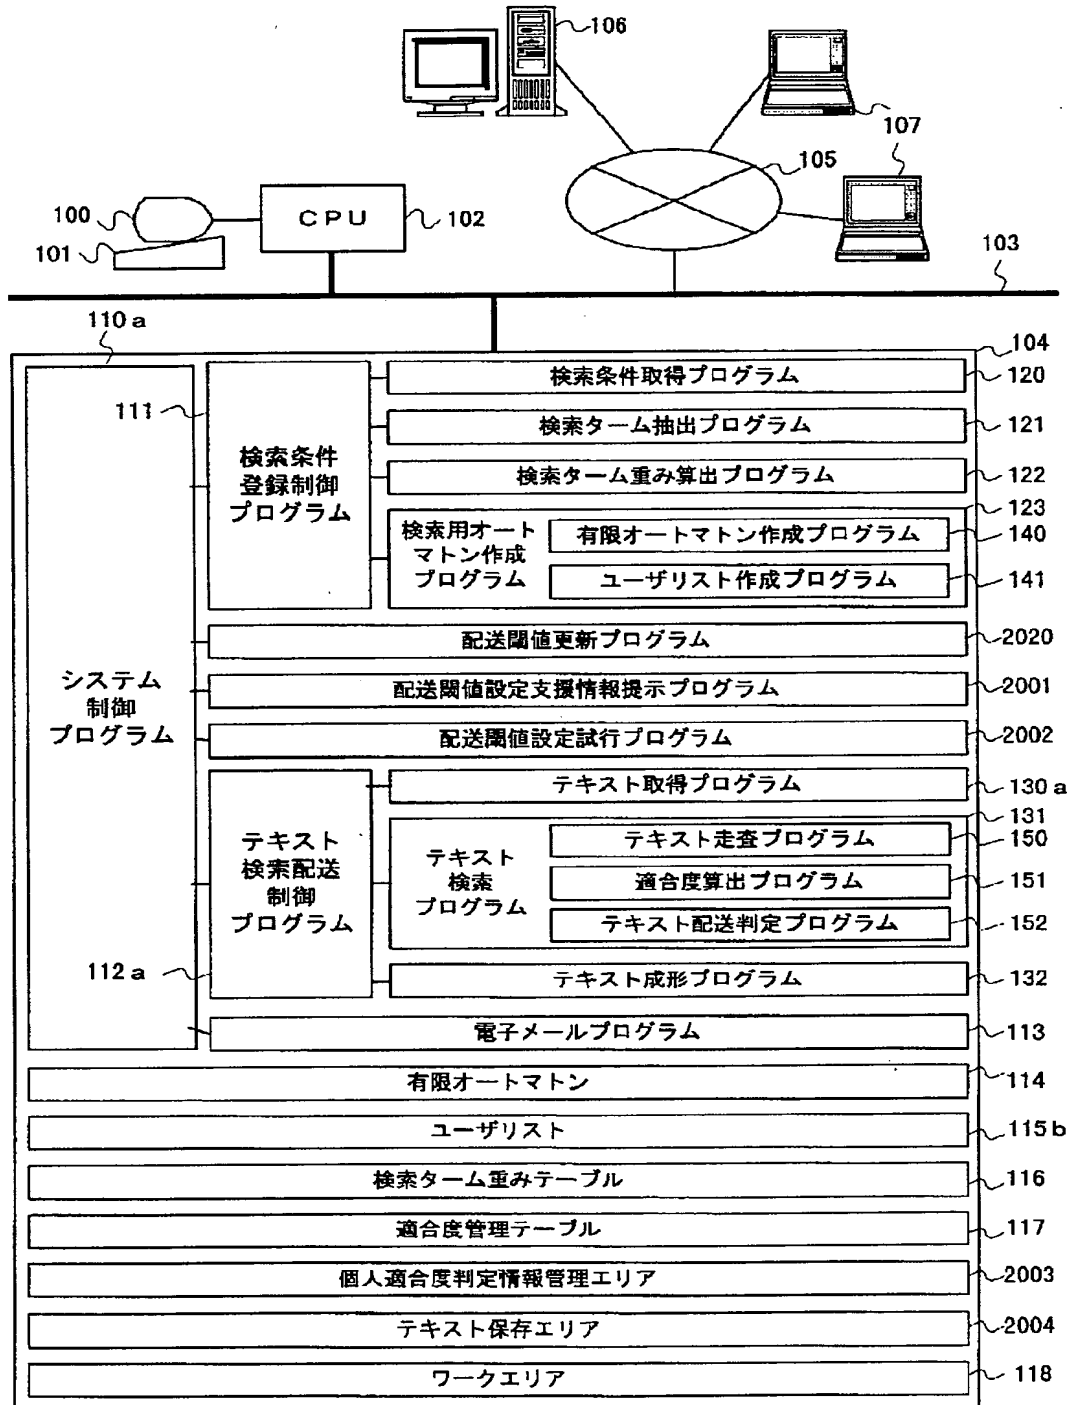 106
107
105
100
CPU
102
101
103
110a
104
111
検索条件
登録制御
プログラム
検索条件取得プログラム
120
検索ターム抽出プログラム
121
検索ターム重み算出プログラム
122
123
検索用オート
マトン作成
プログラム
有限オートマトン作成プログラム
140
ユーザリスト作成プログラム
141
システム
制御
プログラム
配送閾値更新プログラム
2020
配送閾値設定支援情報提示プログラム
2001
配送閾値設定試行プログラム
2002
テキスト
検索配送
制御
プログラム
112a
テキスト取得プログラム
130a
131
テキスト
検索
プログラム
テキスト走査プログラム
150
適合度算出プログラム
151
テキスト配送判定プログラム
152
テキスト成形プログラム
132
電子メールプログラム
113
有限オートマトン
114
ユーザリスト
115b
検索ターム重みテーブル
116
適合度管理テーブル
117
個人適合度判定情報管理エリア
2003
テキスト保存エリア
2004
ワークエリア
118